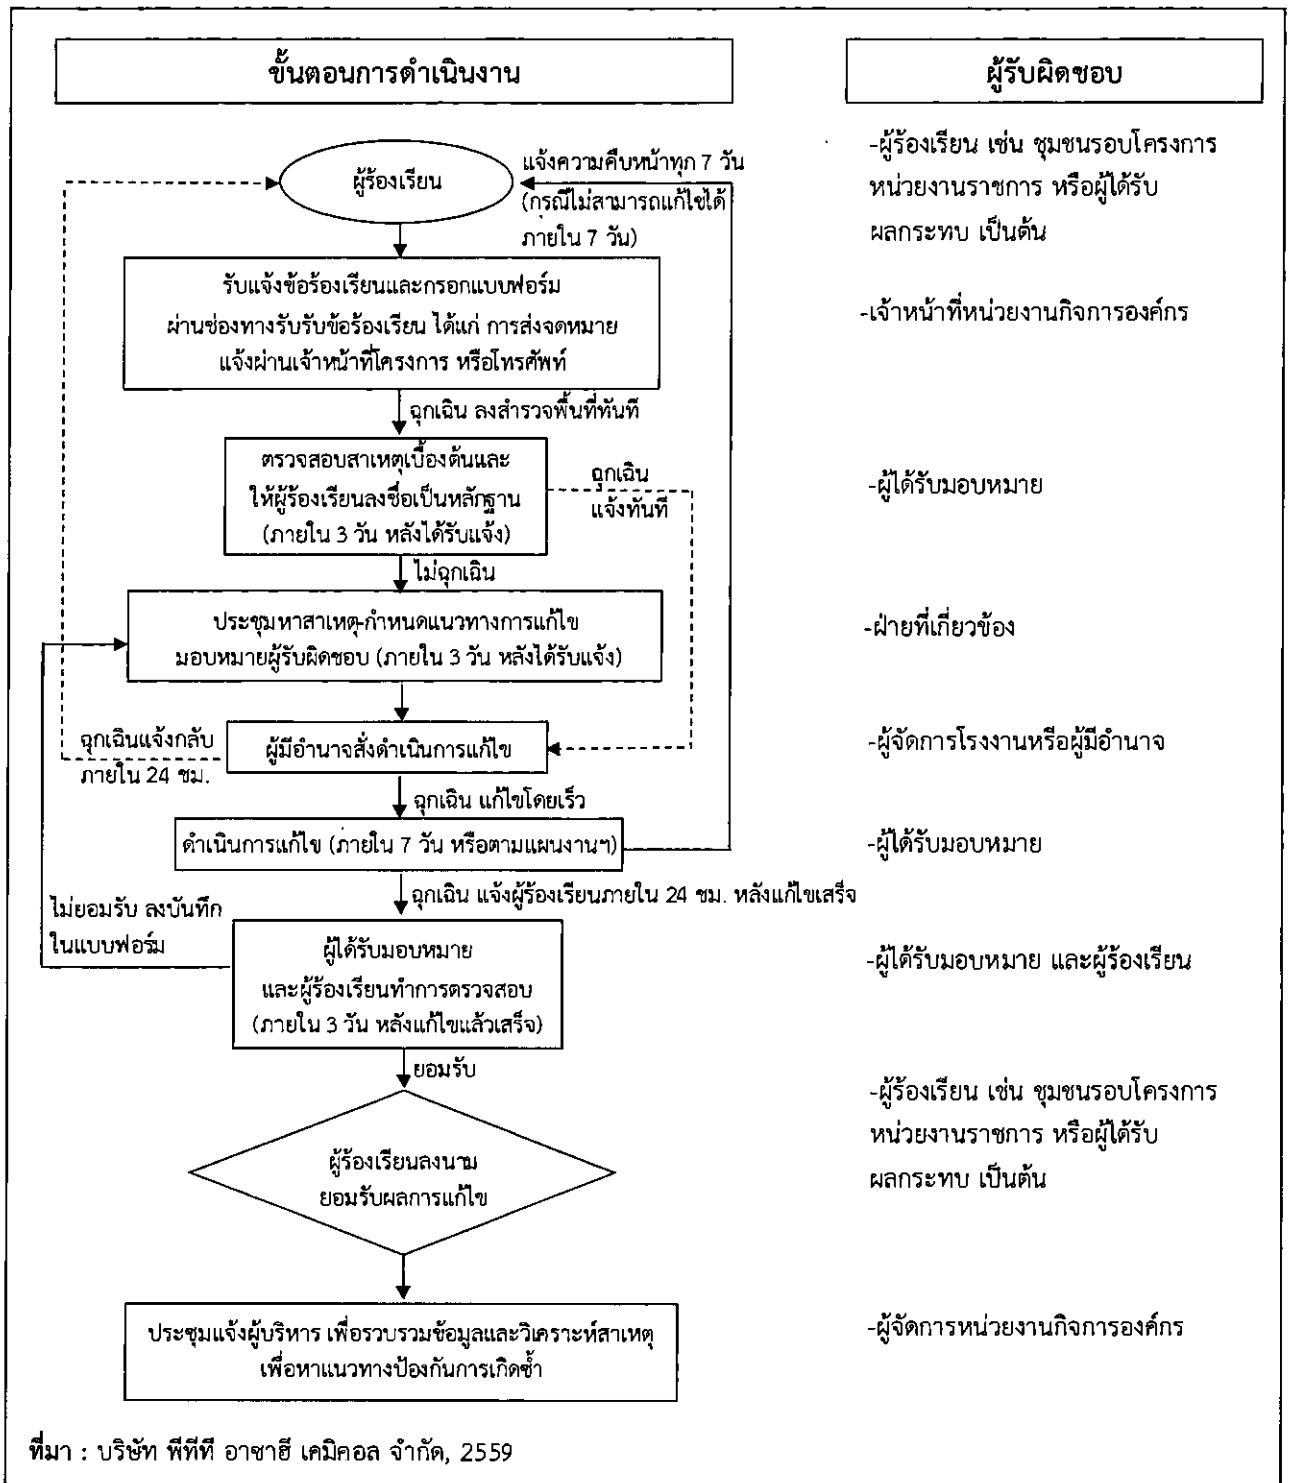 ขั้นตอนการดำเนินงาน
ผู้รับผิดชอบ
ผู้ร้องเรียน
แจ้งความคืบหน้าทุก 7 วัน
(กรณีไม่สามารถแก้ไขได้
ภายใน 7 วัน)
-ผู้ร้องเรียน เช่น ชุมชนรอบโครงการ
หน่วยงานราชการ หรือผู้ได้รับ
ผลกระทบ เป็นต้น
รับแจ้งข้อร้องเรียนและกรอกแบบฟอร์ม
ผ่านช่องทางรับรับข้อร้องเรียน ได้แก่ การส่งจดหมาย
แจ้งผ่านเจ้าหน้าที่โครงการ หรือโทรศัพท์
-เจ้าหน้าที่หน่วยงานกิจการองค์กร
ฉุกเฉิน ลงสำรวจพื้นที่ทันที
ตรวจสอบสาเหตุเบื้องต้นและ
ให้ผู้ร้องเรียนลงชื่อเป็นหลักฐาน
(ภายใน 3 วัน หลังได้รับแจ้ง)
ฉุกเฉิน
แจ้งทันที
-ผู้ได้รับมอบหมาย
ไม่ฉุกเฉิน
ประชุมหาสาเหตุ-กำหนดแนวทางการแก้ไข
มอบหมายผู้รับผิดชอบ (ภายใน 3 วัน หลังได้รับแจ้ง)
-ฝ่ายที่เกี่ยวข้อง
ฉุกเฉินแจ้งกลับ
ภายใน 24 ชม.
ผู้มีอำนาจสั่งดำเนินการแก้ไข
-ผู้จัดการโรงงานหรือผู้มีอำนาจ
ฉุกเฉิน แก้ไขโดยเร็ว
ดำเนินการแก้ไข (ภายใน 7 วัน หรือตามแผนงานฯ)
-ผู้ได้รับมอบหมาย
ฉุกเฉิน แจ้งผู้ร้องเรียนภายใน 24 ชม. หลังแก้ไขเสร็จ
ไม่ยอมรับ ลงบันทึก
ในแบบฟอร์ม
ผู้ได้รับมอบหมาย
และผู้ร้องเรียนทำการตรวจสอบ
(ภายใน 3 วัน หลังแก้ไขแล้วเสร็จ)
-ผู้ได้รับมอบหมาย และผู้ร้องเรียน
ยอมรับ
ผู้ร้องเรียนลงนาม
ยอมรับผลการแก้ไข
-ผู้ร้องเรียน เช่น ชุมชนรอบโครงการ
หน่วยงานราชการ หรือผู้ได้รับ
ผลกระทบ เป็นต้น
ประชุมแจ้งผู้บริหาร เพื่อรวบรวมข้อมูลและวิเคราะห์สาเหตุ
เพื่อหาแนวทางป้องกันการเกิดซ้ำ
-ผู้จัดการหน่วยงานกิจการองค์กร
ที่มา : บริษัท พีทีที อาซาฮี เคมิคอล จำกัด, 2559